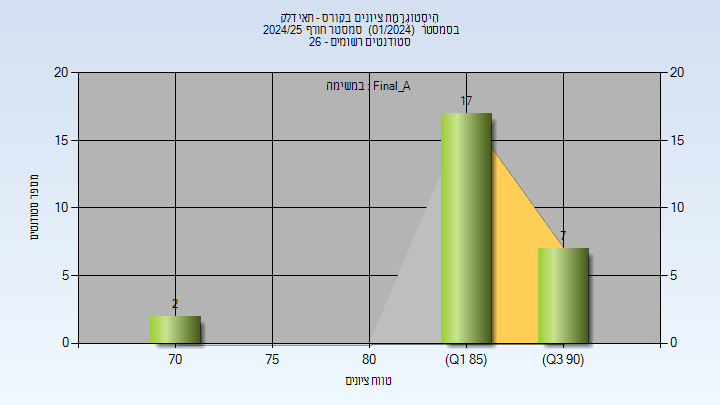 היסטוגרמת ציונים בקורס - תאי דלק
בסמסטר (01/2024) סמסטר חורף 2024/25
סטודנטים רשומים - 26
במשימה : Final_A
20
15
10
5
0
20
15
10
5
0
מספר סטודנטים
2
17
7
70
75
80
(Q1 85)
(Q3 90)
טווח ציונים